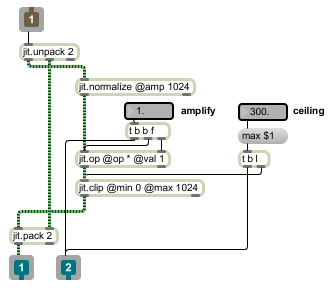 1
jit.unpack 2
jit.normalize @amp 1024
1. amplify
300. ceiling
t b b f
max $1
jit.op @op * @val 1
t b l
jit.clip @min 0 @max 1024
jit.pack 2
1
2